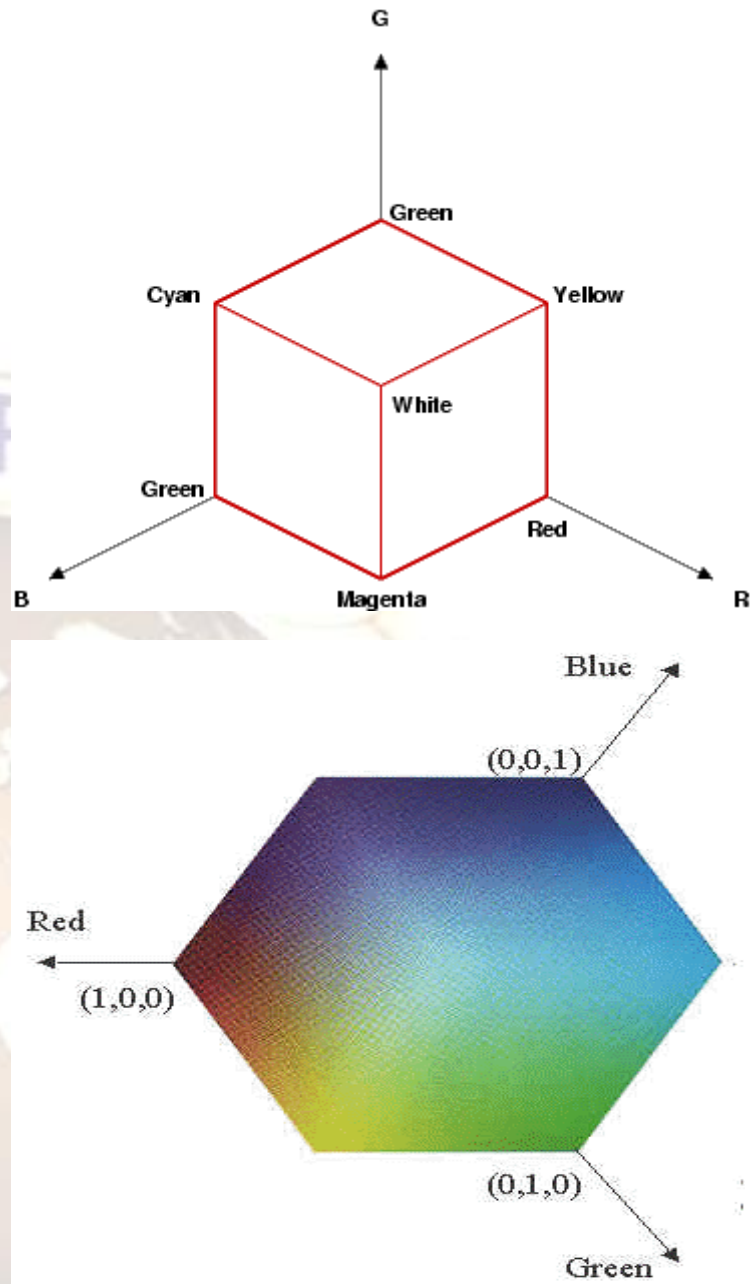 G
Green
Cyan
Yellow
White
Green
Red
B
Magenta
R
Blue
(0,0,1)
Red
(1,0,0)
(0,1,0)
Green